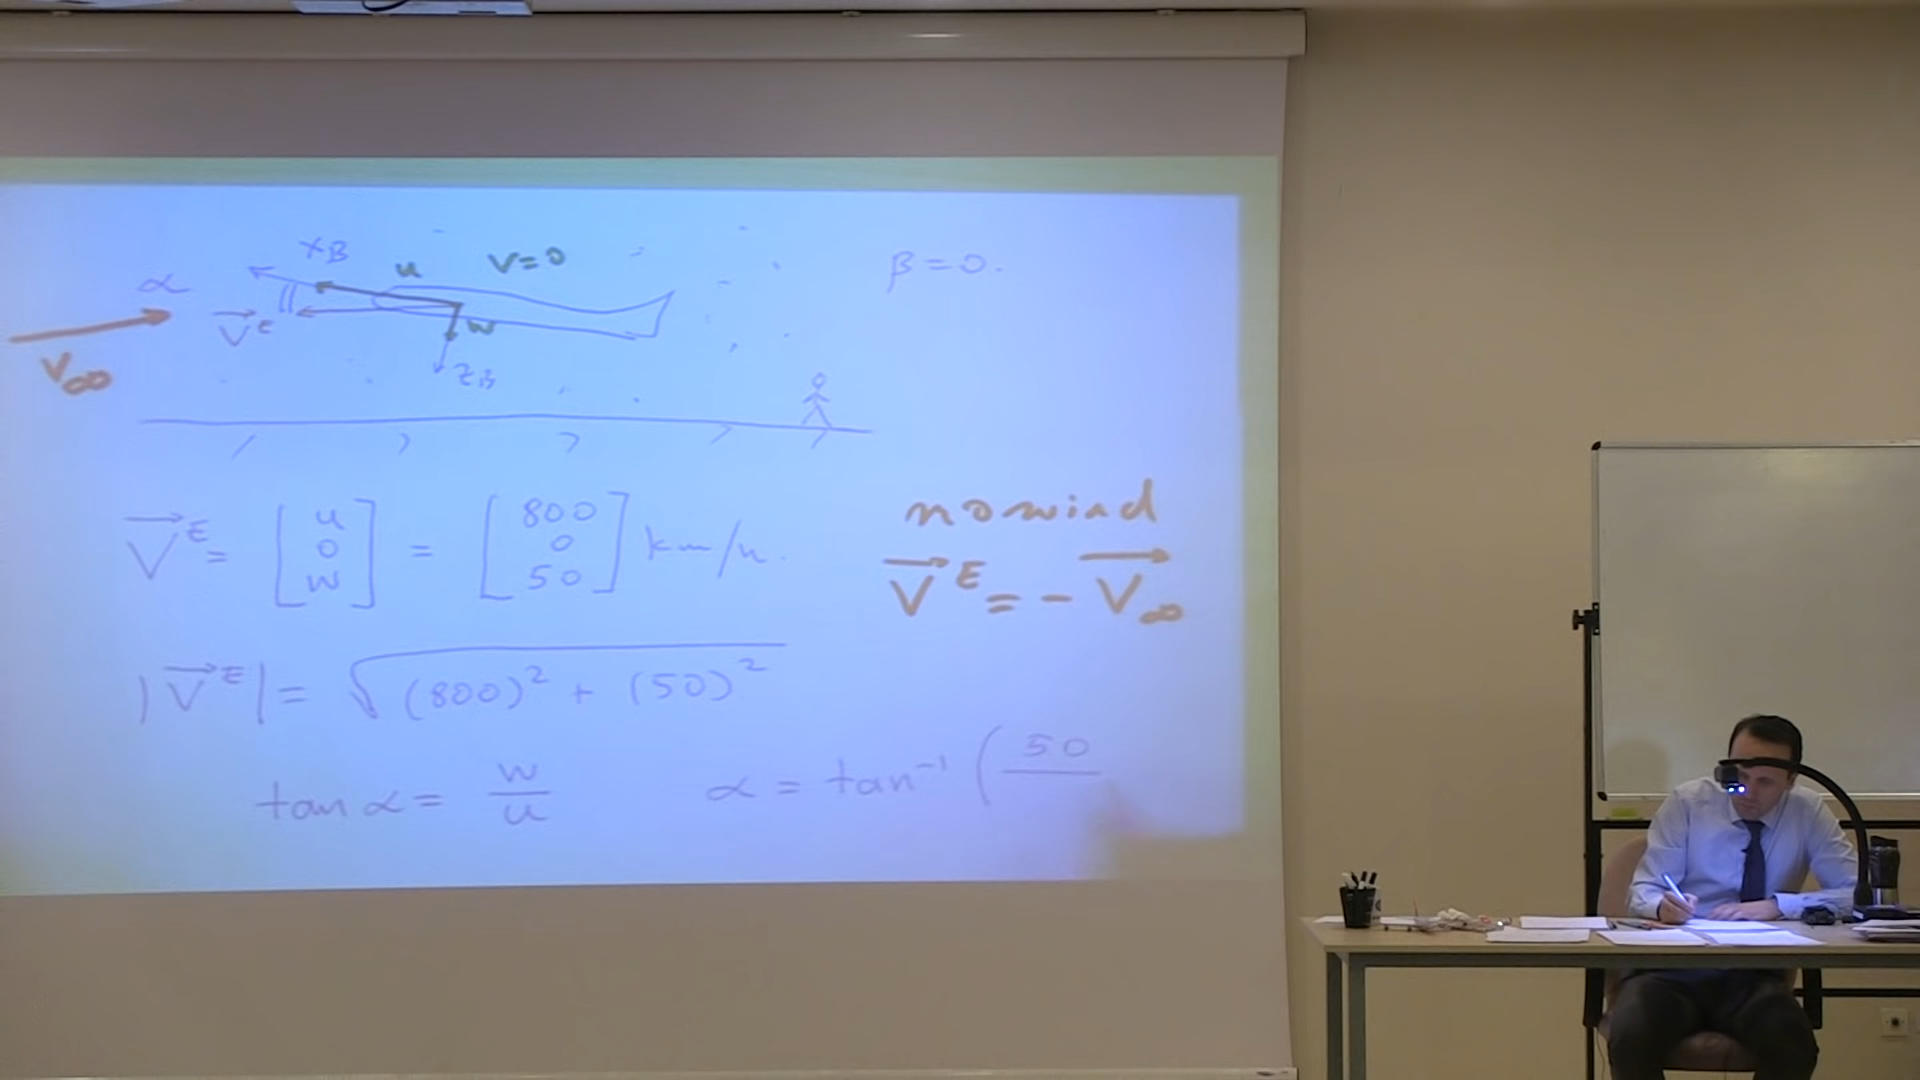 x_B
u
V=0
β=0.
α
V⃗^E
w
V∞
z_B
V⃗^E = [u 0 w] = [800 0 50] km/h.
no wind
V⃗^E = - V⃗∞
|V⃗^E| = √(800)² + (50)²
tan α = w/u
α = tan⁻¹ (50